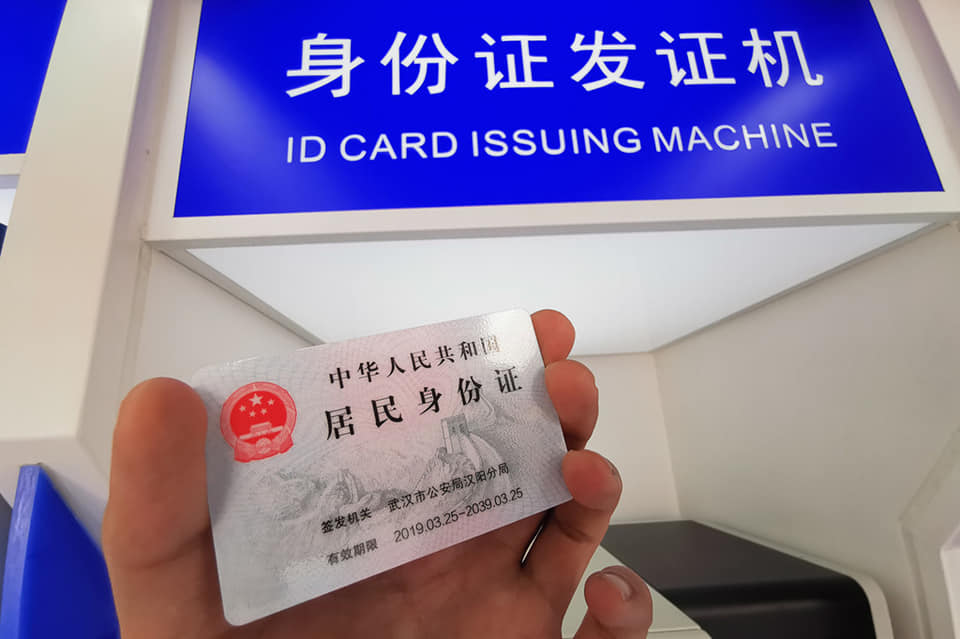 身份证发证机
ID CARD ISSUING MACHINE
中华人民共和国
居民身份证
签发机关 武汉市公安局汉阳分局
有效期限 2019.03.25-2039.03.25